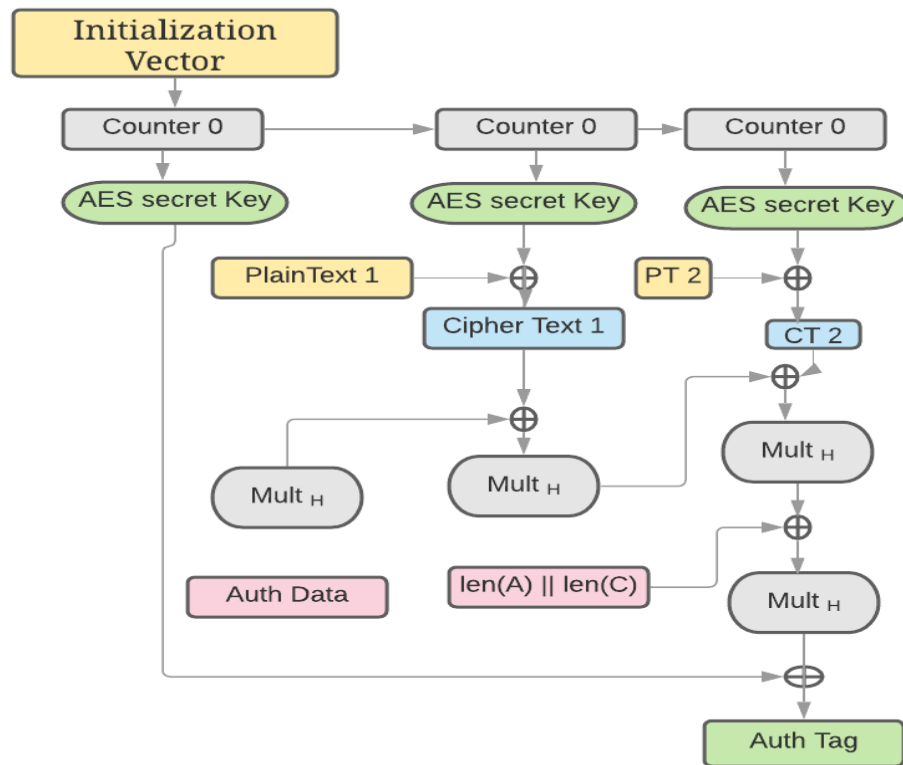 Initialization
Vector
Counter 0
Counter 0
Counter 0
AES secret Key
AES secret Key
AES secret Key
PlainText 1
PT 2
Cipher Text 1
CT 2
Mult H
Mult H
Mult H
Auth Data
len(A) || len(C)
Mult H
Auth Tag